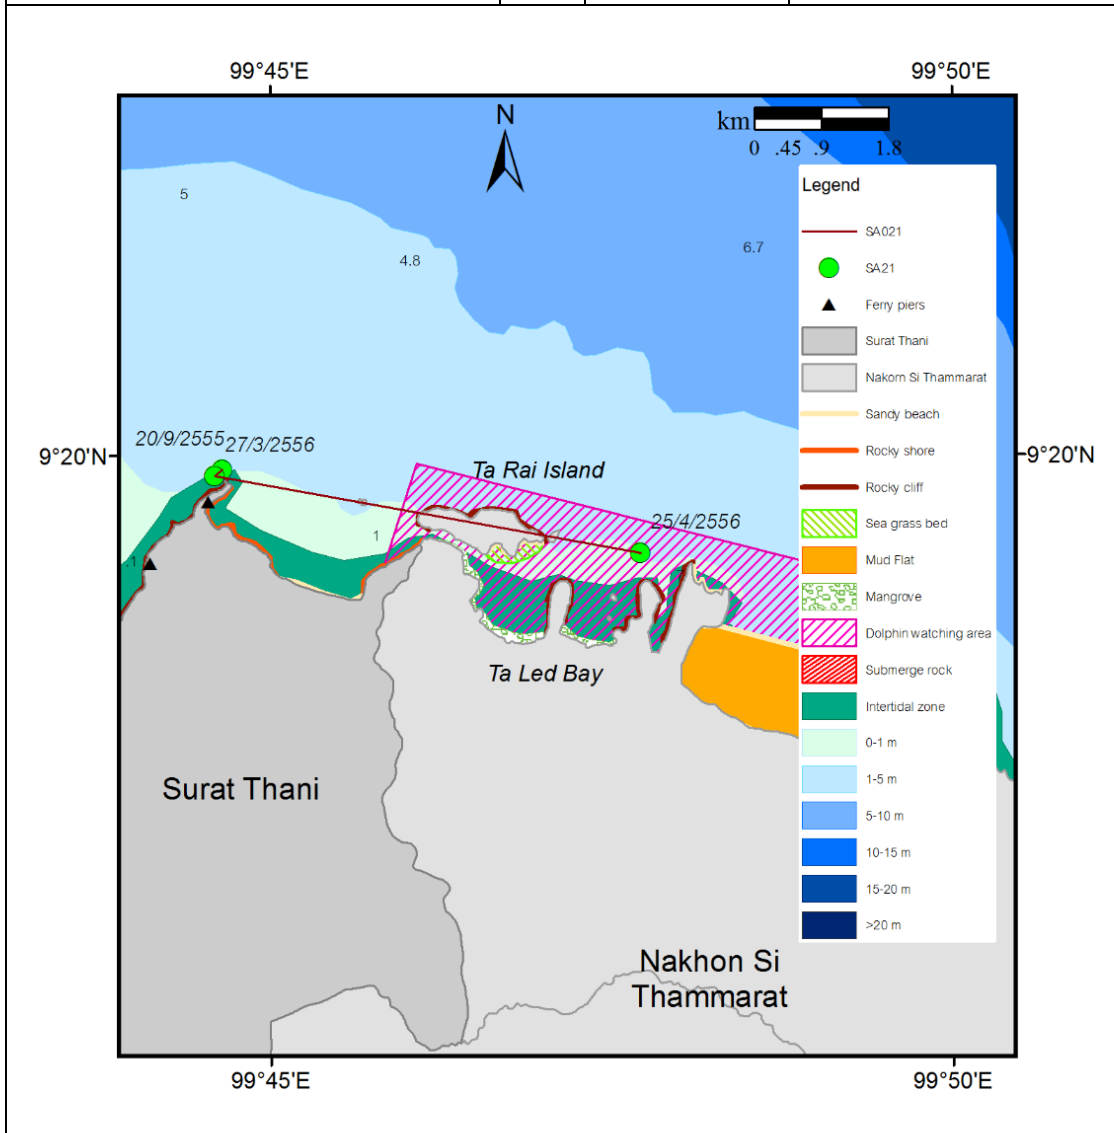 99°45'E
99°50'E
N
km
0 .45 .9 1.8
Legend
SA021
SA21
Ferry piers
Surat Thani
Nakorn Si Thammarat
Sandy beach
Rocky shore
Rocky cliff
Sea grass bed
Mud Flat
Mangrove
Dolphin watching area
Submerge rock
Intertidal zone
0-1 m
1-5 m
5-10 m
10-15 m
15-20 m
>20 m
5
4.8
6.7
20/9/2555
27/3/2556
9°20'N
9°20'N
Ta Rai Island
25/4/2556
1
.1
Ta Led Bay
Surat Thani
Nakhon Si
Thammarat
99°45'E
99°50'E